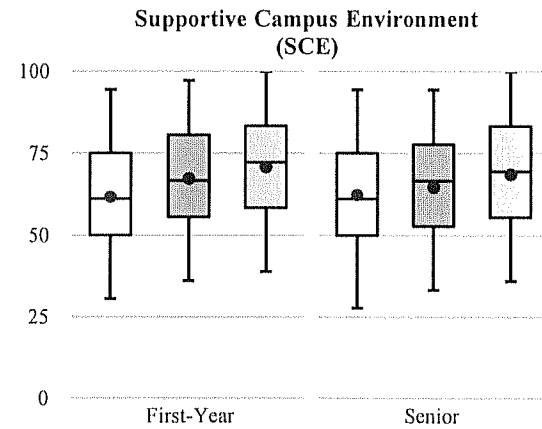 Supportive Campus Environment
(SCE)
100
75
50
25
0
First-Year
Senior